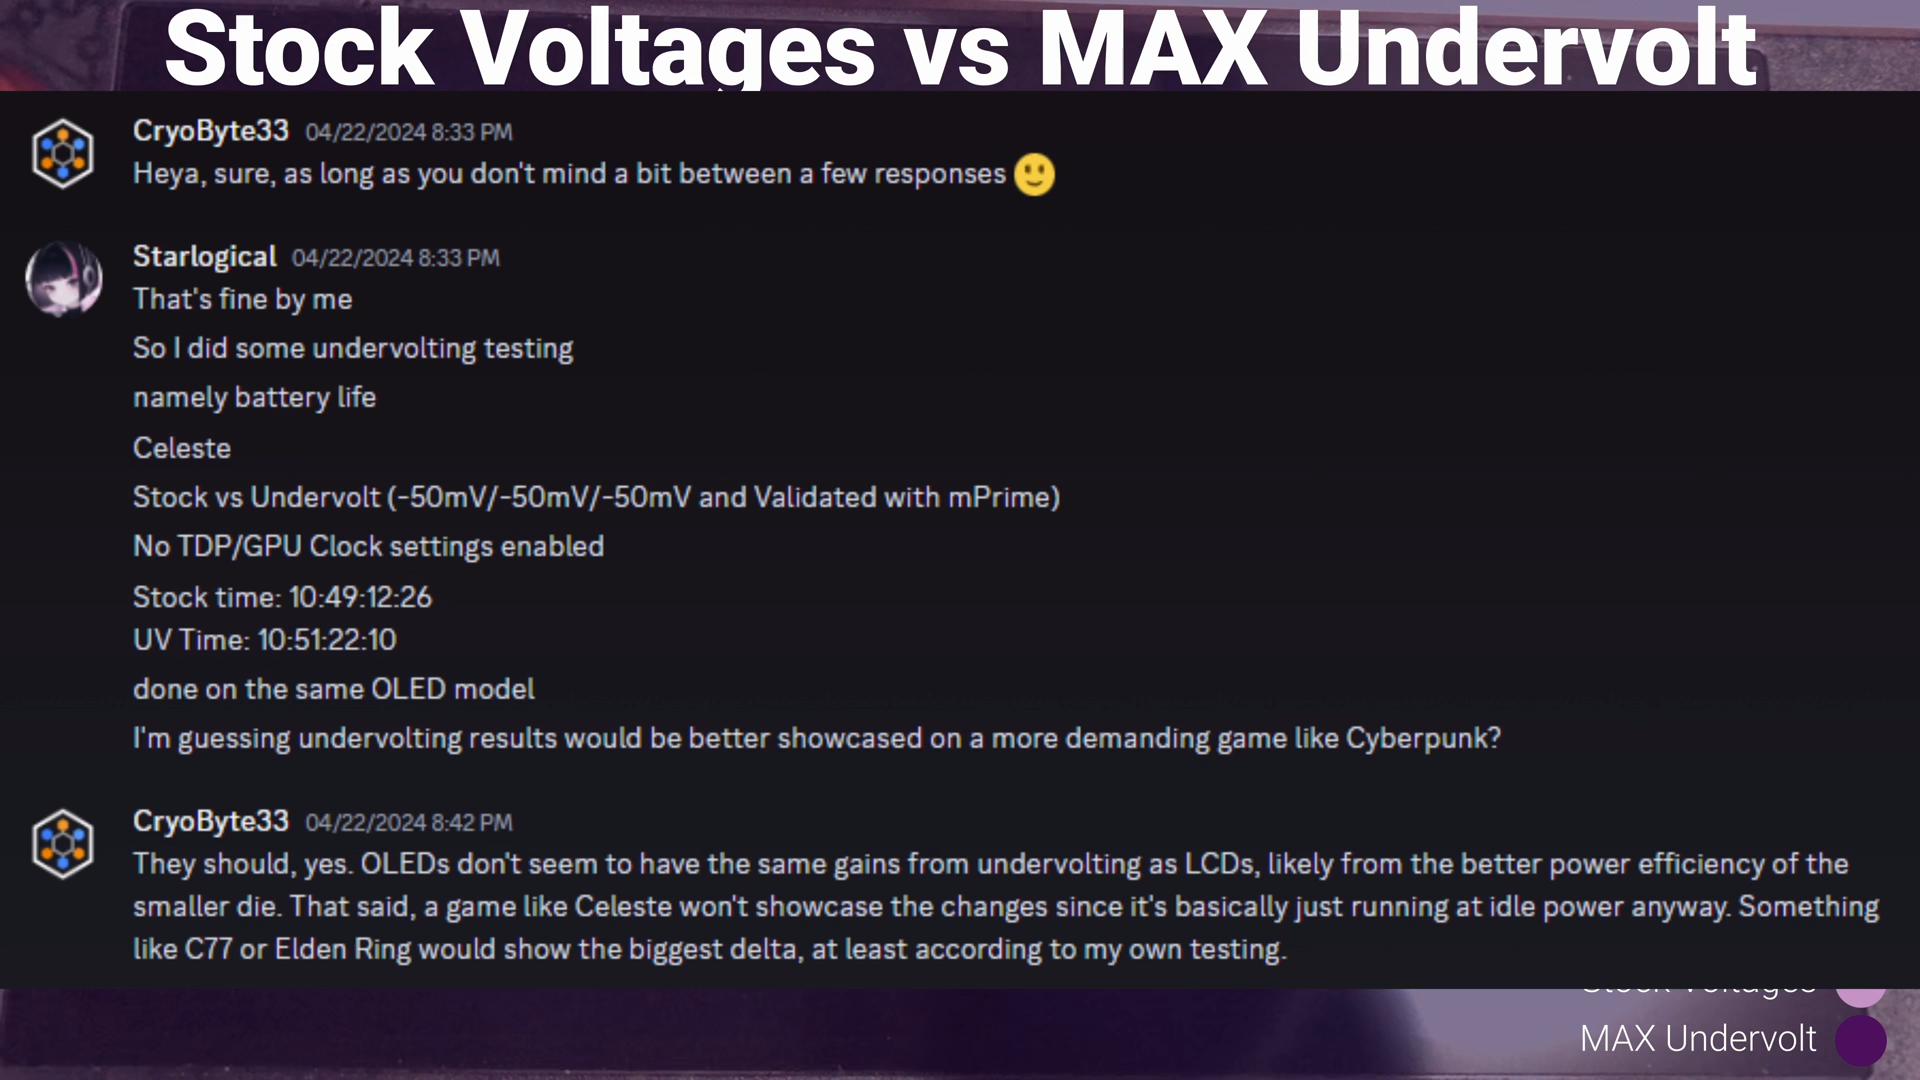 Stock Voltages vs MAX Undervolt
CryoByte33 04/22/2024 8:33 PM
Heya, sure, as long as you don't mind a bit between a few responses
Starlogical 04/22/2024 8:33 PM
That's fine by me
So I did some undervolting testing
namely battery life
Celeste
Stock vs Undervolt (-50mV/-50mV/-50mV and Validated with mPrime)
No TDP/GPU Clock settings enabled
Stock time: 10:49:12:26
UV Time: 10:51:22:10
done on the same OLED model
I'm guessing undervolting results would be better showcased on a more demanding game like Cyberpunk?
CryoByte33 04/22/2024 8:42 PM
They should, yes. OLEDs don't seem to have the same gains from undervolting as LCDs, likely from the better power efficiency of the
smaller die. That said, a game like Celeste won't showcase the changes since it's basically just running at idle power anyway. Something
like C77 or Elden Ring would show the biggest delta, at least according to my own testing.
Stock Voltages
MAX Undervolt